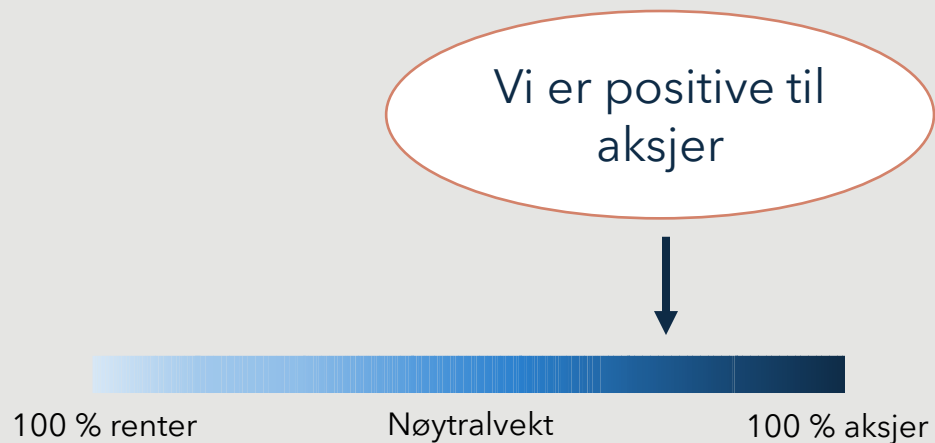 Vi er positive til
aksjer
100 % renter
Nøytralvekt
100 % aksjer